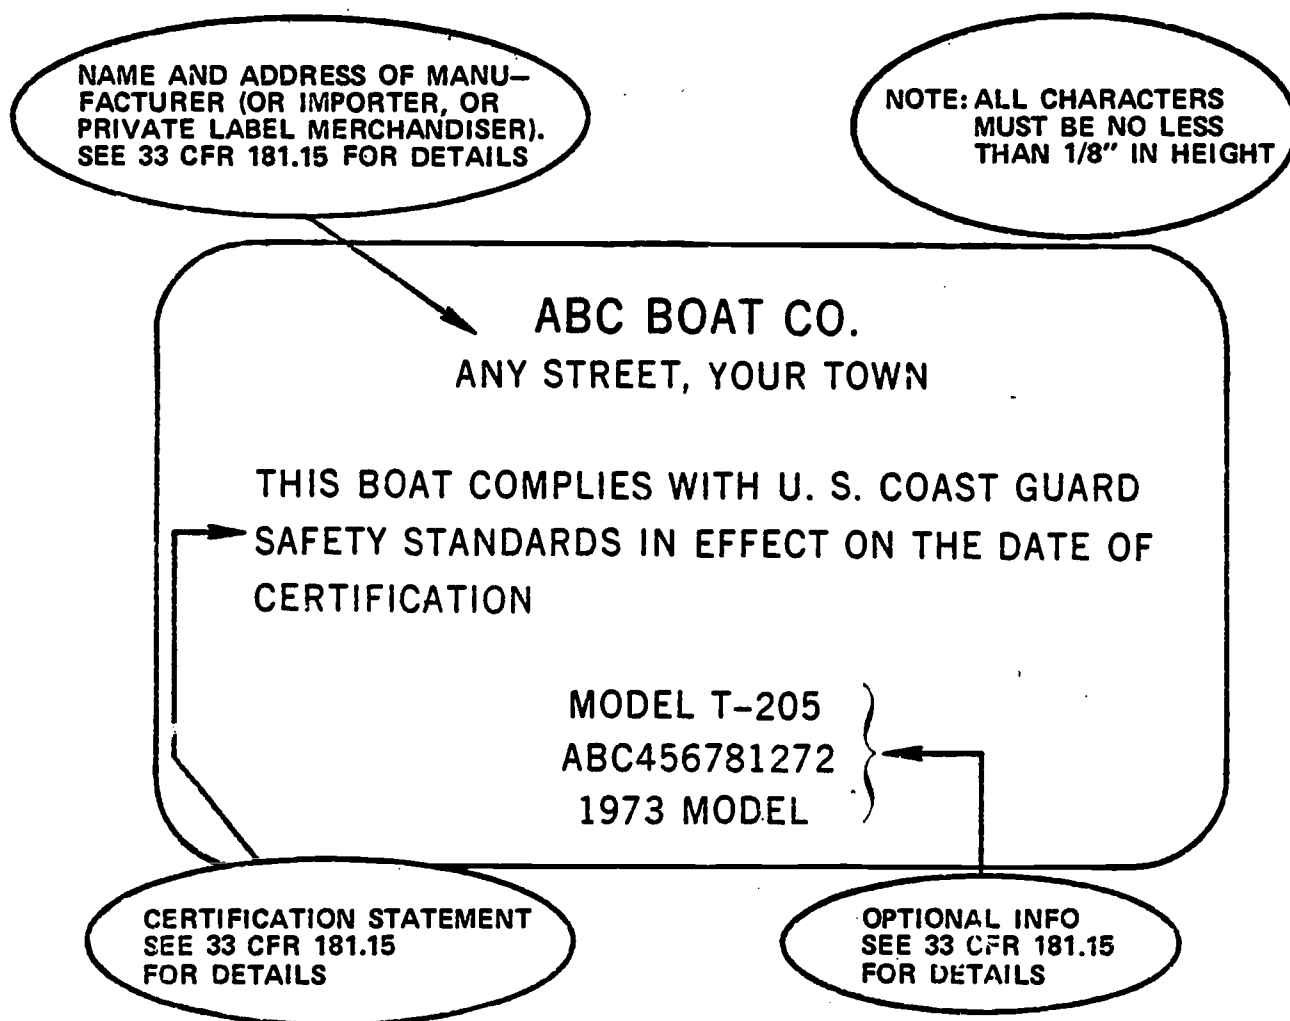 NAME AND ADDRESS OF MANU–
FACTURER (OR IMPORTER, OR
PRIVATE LABEL MERCHANDISER).
SEE 33 CFR 181.15 FOR DETAILS
NOTE: ALL CHARACTERS
MUST BE NO LESS
THAN 1/8" IN HEIGHT
ABC BOAT CO.
ANY STREET, YOUR TOWN
THIS BOAT COMPLIES WITH U. S. COAST GUARD
SAFETY STANDARDS IN EFFECT ON THE DATE OF
CERTIFICATION
MODEL T–205
ABC456781272
1973 MODEL
CERTIFICATION STATEMENT
SEE 33 CFR 181.15
FOR DETAILS
OPTIONAL INFO
SEE 33 CFR 181.15
FOR DETAILS